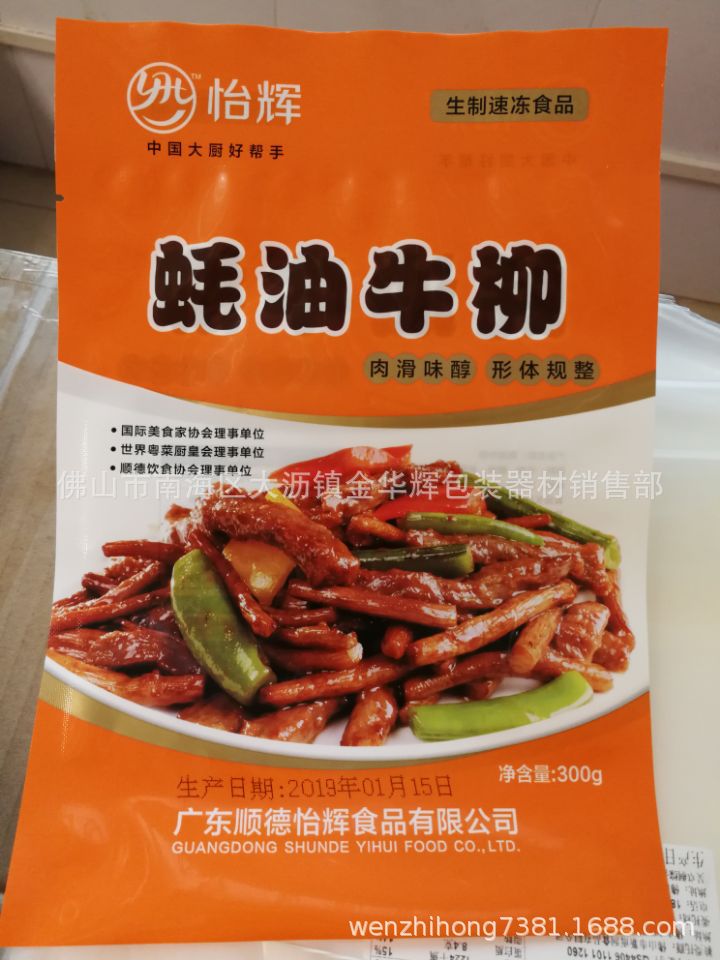 yh™ 怡辉
中国大厨好帮手
生制速冻食品
蚝油牛柳
肉滑味醇 形体规整
• 国际美食家协会理事单位
• 世界粤菜厨皇会理事单位
• 顺德饮食协会理事单位
佛山市南海区大沥镇金华辉包装器材销售部
生产日期:2019年01月15日
净含量:300g
广东顺德怡辉食品有限公司
GUANGDONG SHUNDE YIHUI FOOD CO.,LTD.
wenzhihong7381.1688.com